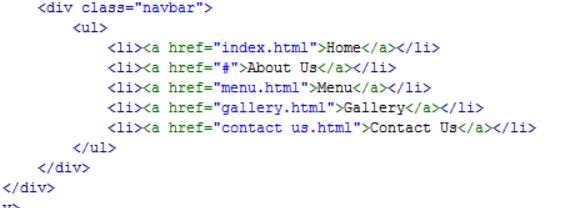 <div class="navbar">
<ul>
<li><a href="index.html">Home</a></li>
<li><a href="#">About Us</a></li>
<li><a href="menu.html">Menu</a></li>
<li><a href="gallery.html">Gallery</a></li>
<li><a href="contact us.html">Contact Us</a></li>
</ul>
</div>
</div>